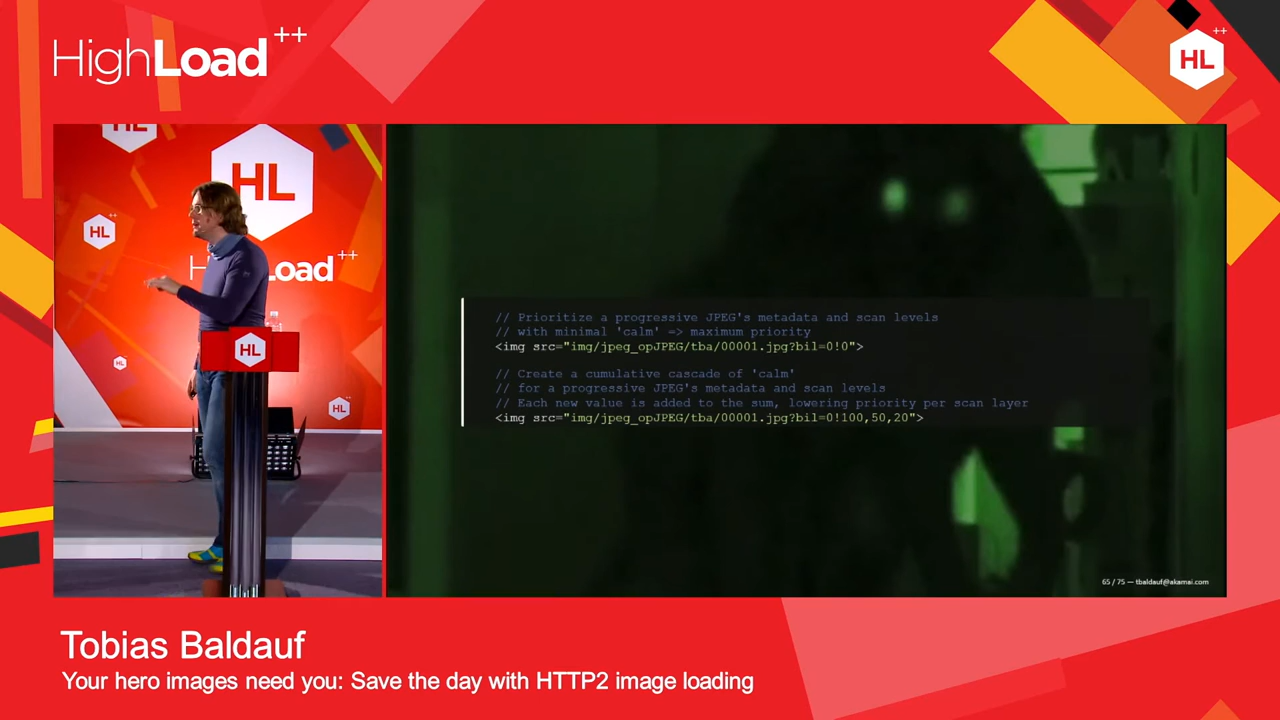 HighLoad++
HL++
HL
HL
HL++
HighLoad++
HL
HL
HL
// Prioritize a progressive JPEG's metadata and scan levels
// with minimal 'calm' => maximum priority
<img src="img/jpeg_opJPEG/tba/00001.jpg?bil=0!0">
// Create a cumulative cascade of 'calm'
// for a progressive JPEG's metadata and scan levels
// Each new value is added to the sum, lowering priority per scan layer
<img src="img/jpeg_opJPEG/tba/00001.jpg?bil=0!100,50,20">
65 / 75 — tbaldauf@akamai.com
Tobias Baldauf
Your hero images need you: Save the day with HTTP2 image loading